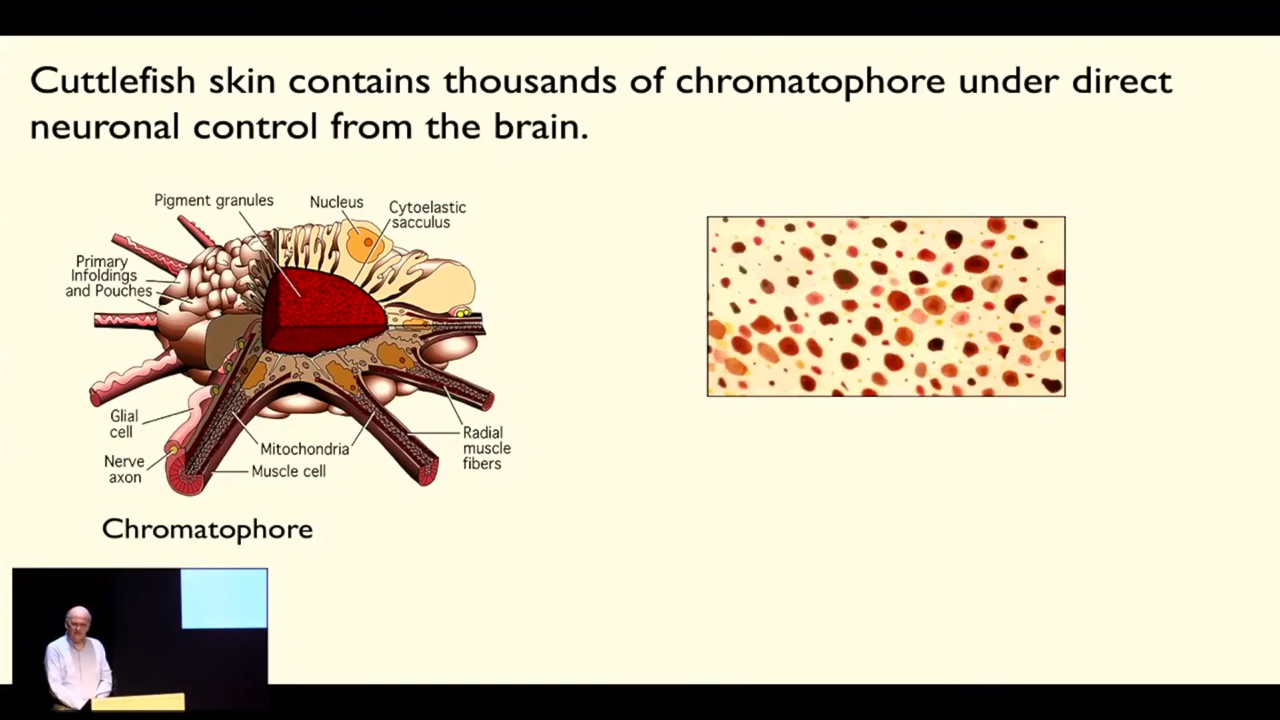 Cuttlefish skin contains thousands of chromatophore under direct
neuronal control from the brain.
Pigment granules
Nucleus
Cytoelastic
sacculus
Primary
Infoldings
and Pouches
Glial
cell
Nerve
axon
Mitochondria
Muscle cell
Radial
muscle
fibers
Chromatophore